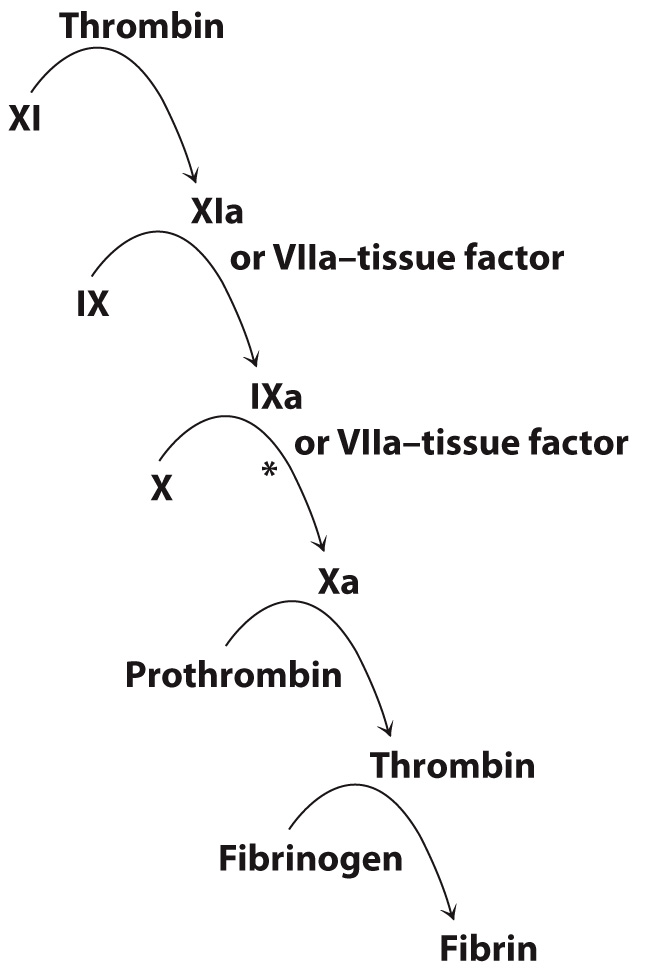 Thrombin
XI
XIa
or VIIa–tissue factor
IX
IXa
or VIIa–tissue factor
X
*
Xa
Prothrombin
Thrombin
Fibrinogen
Fibrin